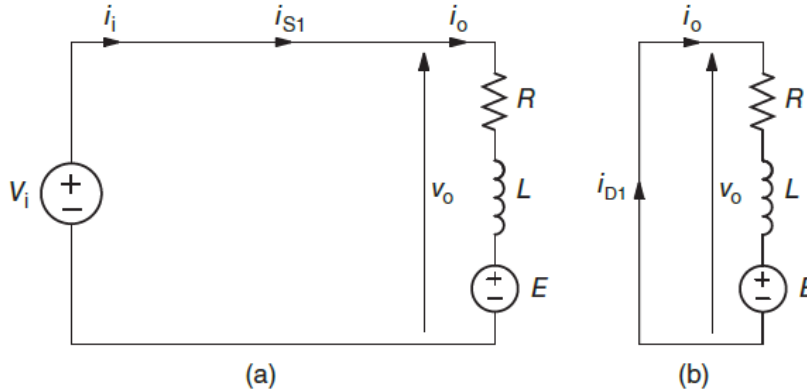 i_i i_S1 i_o i_o
R R
V_i + − v_o L i_D1 v_o L
+ − E + − E
(a) (b)